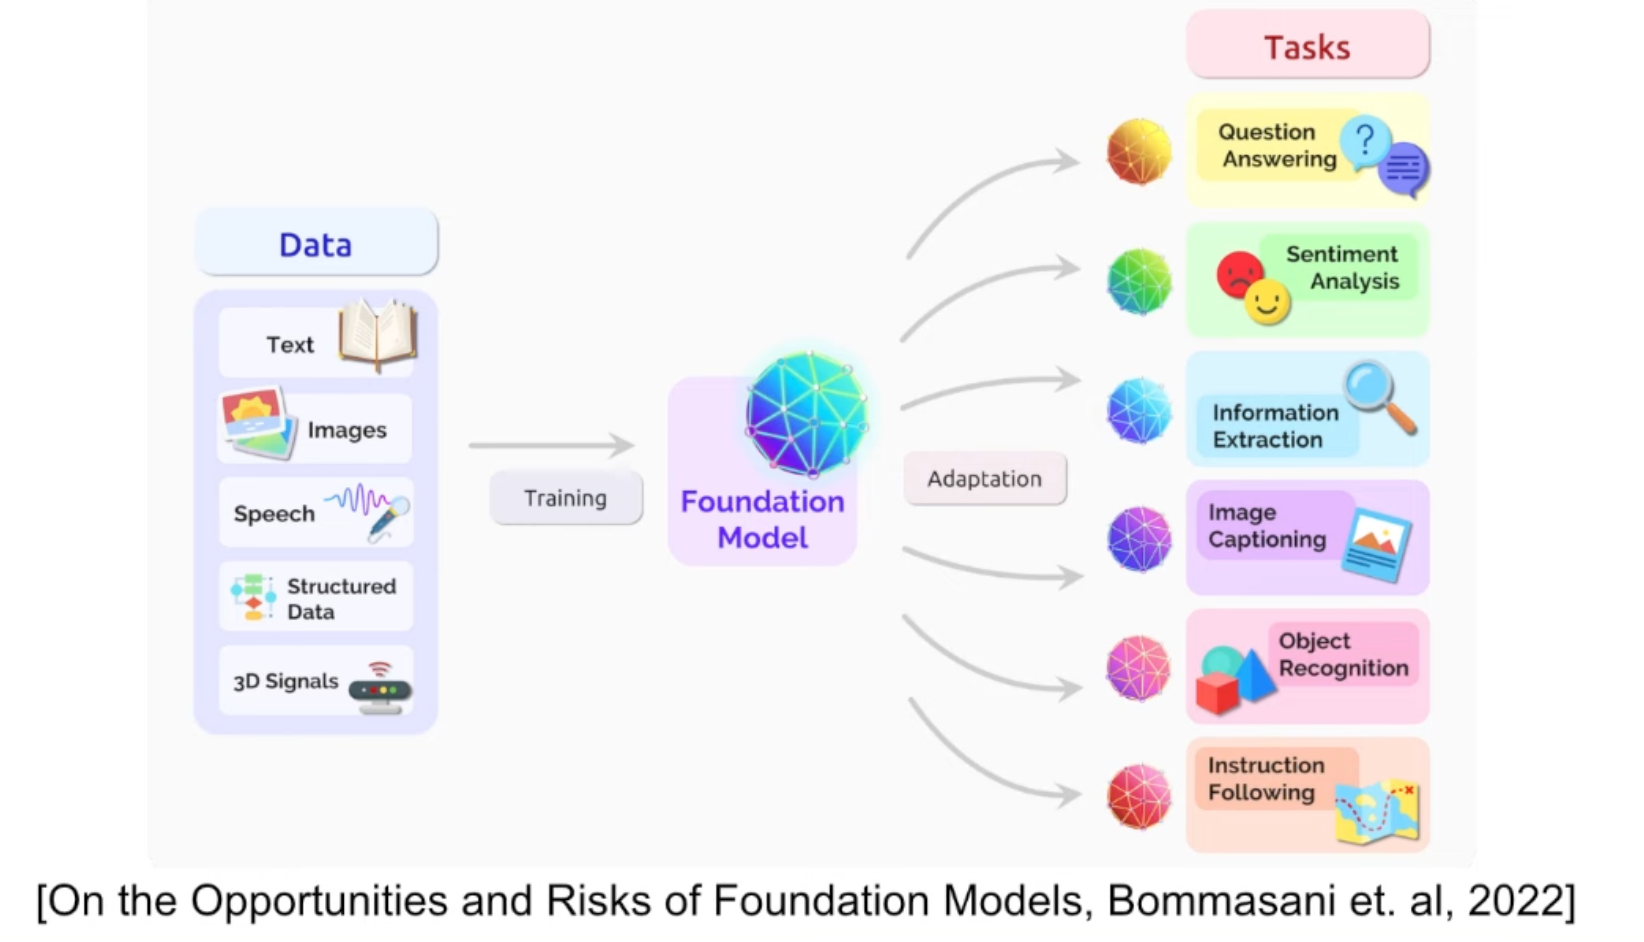 Data
Text
Images
Speech
Structured
Data
3D Signals
Training
Foundation
Model
Adaptation
Tasks
Question
Answering
?
Sentiment
Analysis
Information
Extraction
Image
Captioning
Object
Recognition
Instruction
Following
[On the Opportunities and Risks of Foundation Models, Bommasani et. al, 2022]